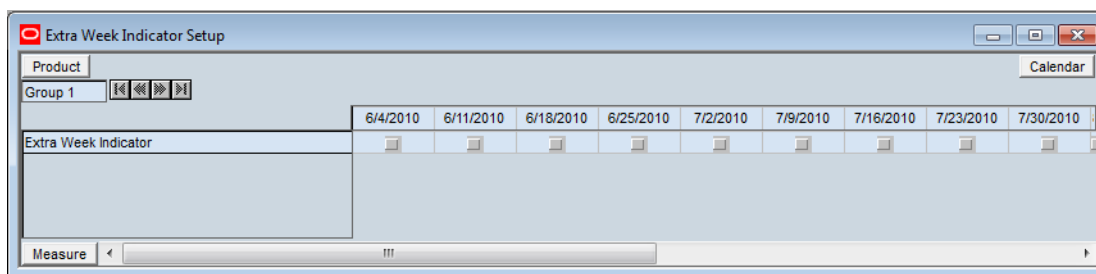 Extra Week Indicator Setup
Product
Calendar
Group 1
6/4/2010 6/11/2010 6/18/2010 6/25/2010 7/2/2010 7/9/2010 7/16/2010 7/23/2010 7/30/2010
Extra Week Indicator
Measure